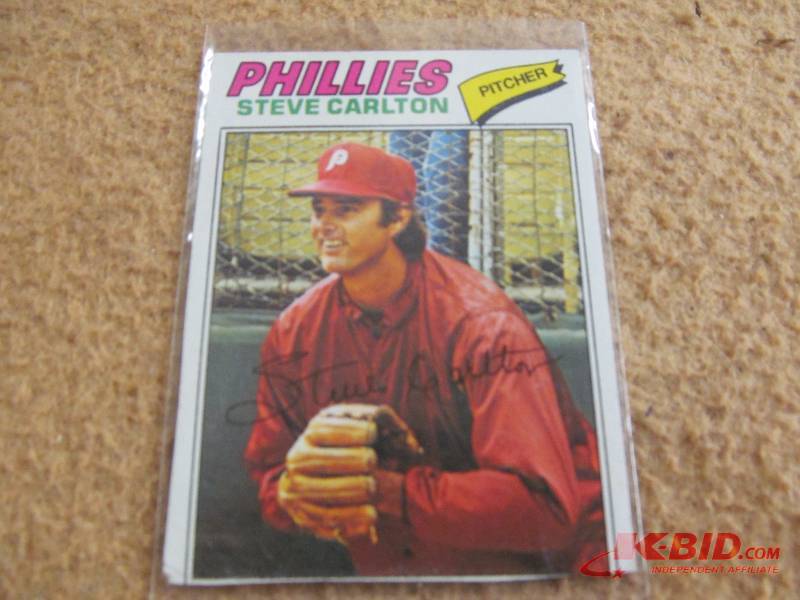 PHILLIES
STEVE CARLTON
PITCHER
P
Steve Carlton
K-BID.COM
INDEPENDENT AFFILIATE